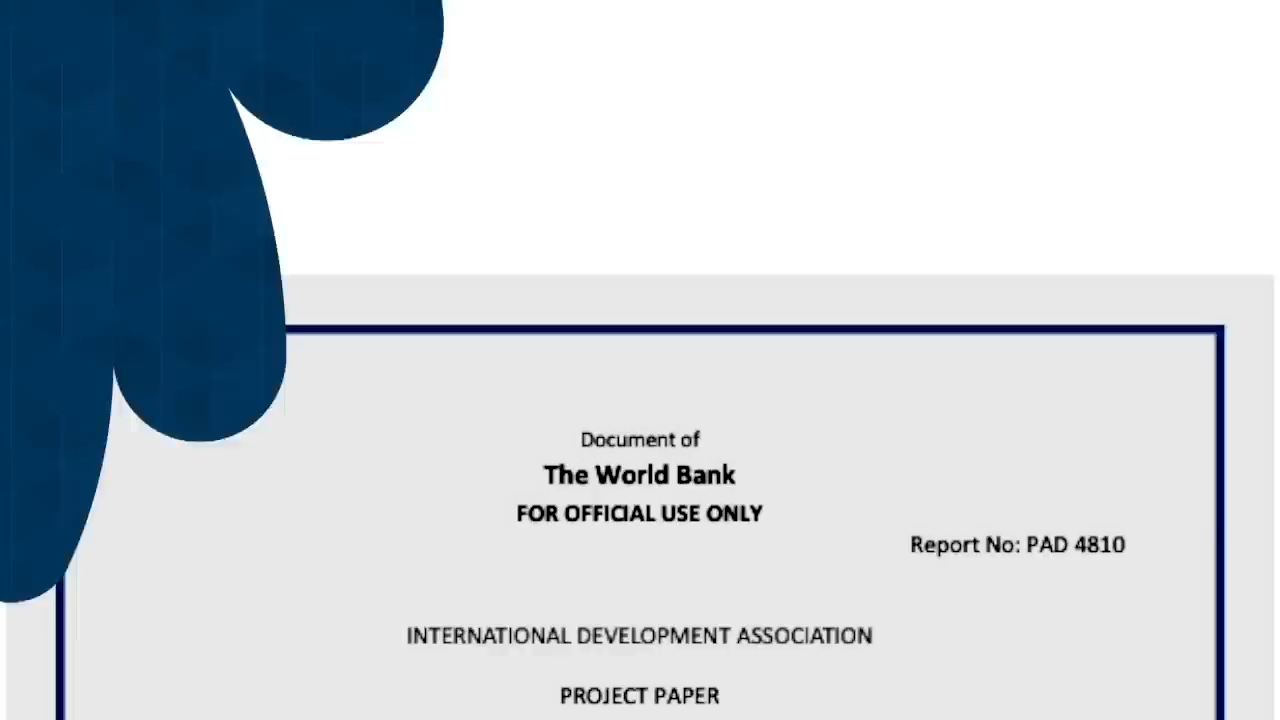 Document of
The World Bank
FOR OFFICIAL USE ONLY
Report No: PAD 4810
INTERNATIONAL DEVELOPMENT ASSOCIATION
PROJECT PAPER